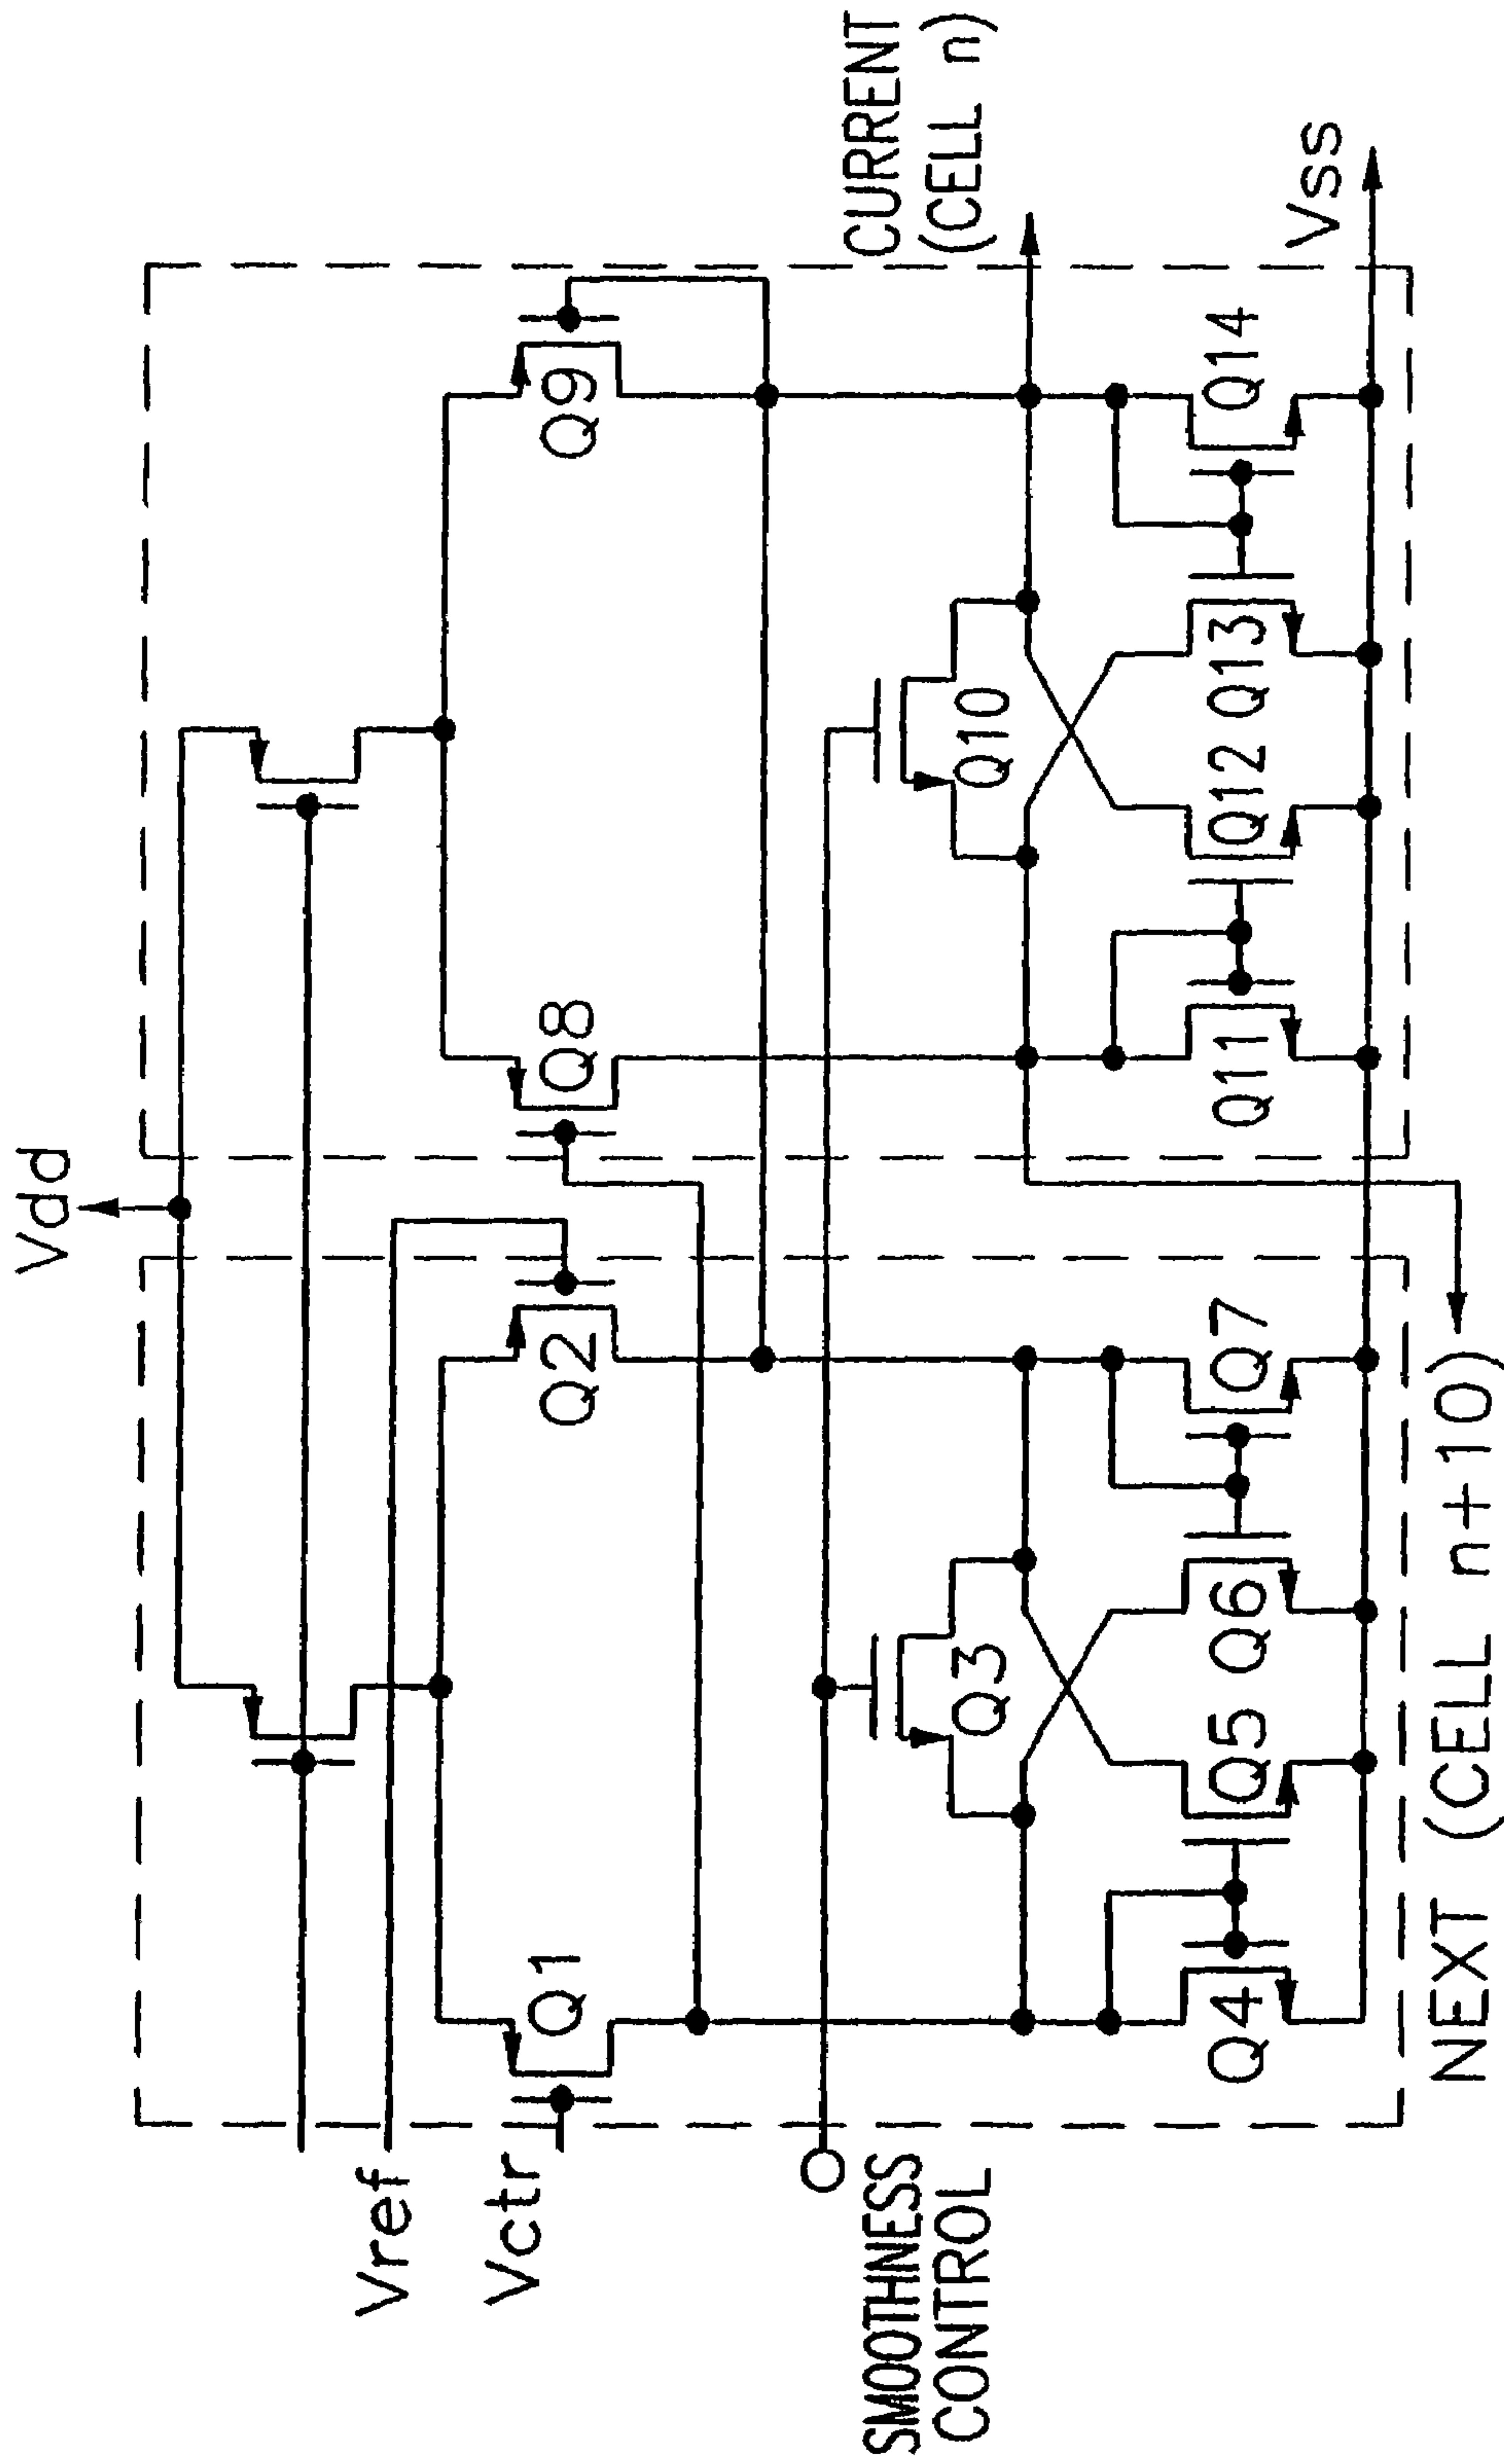 Vdd
Vref
Vctr
SMOOTHNESS
CONTROL
Q1
Q2
Q8
Q9
CURRENT
(CELL n)
Q3
Q10
Q4
Q5
Q6
Q7
Q11
Q12
Q13
Q14
Vss
NEXT (CELL n+10)